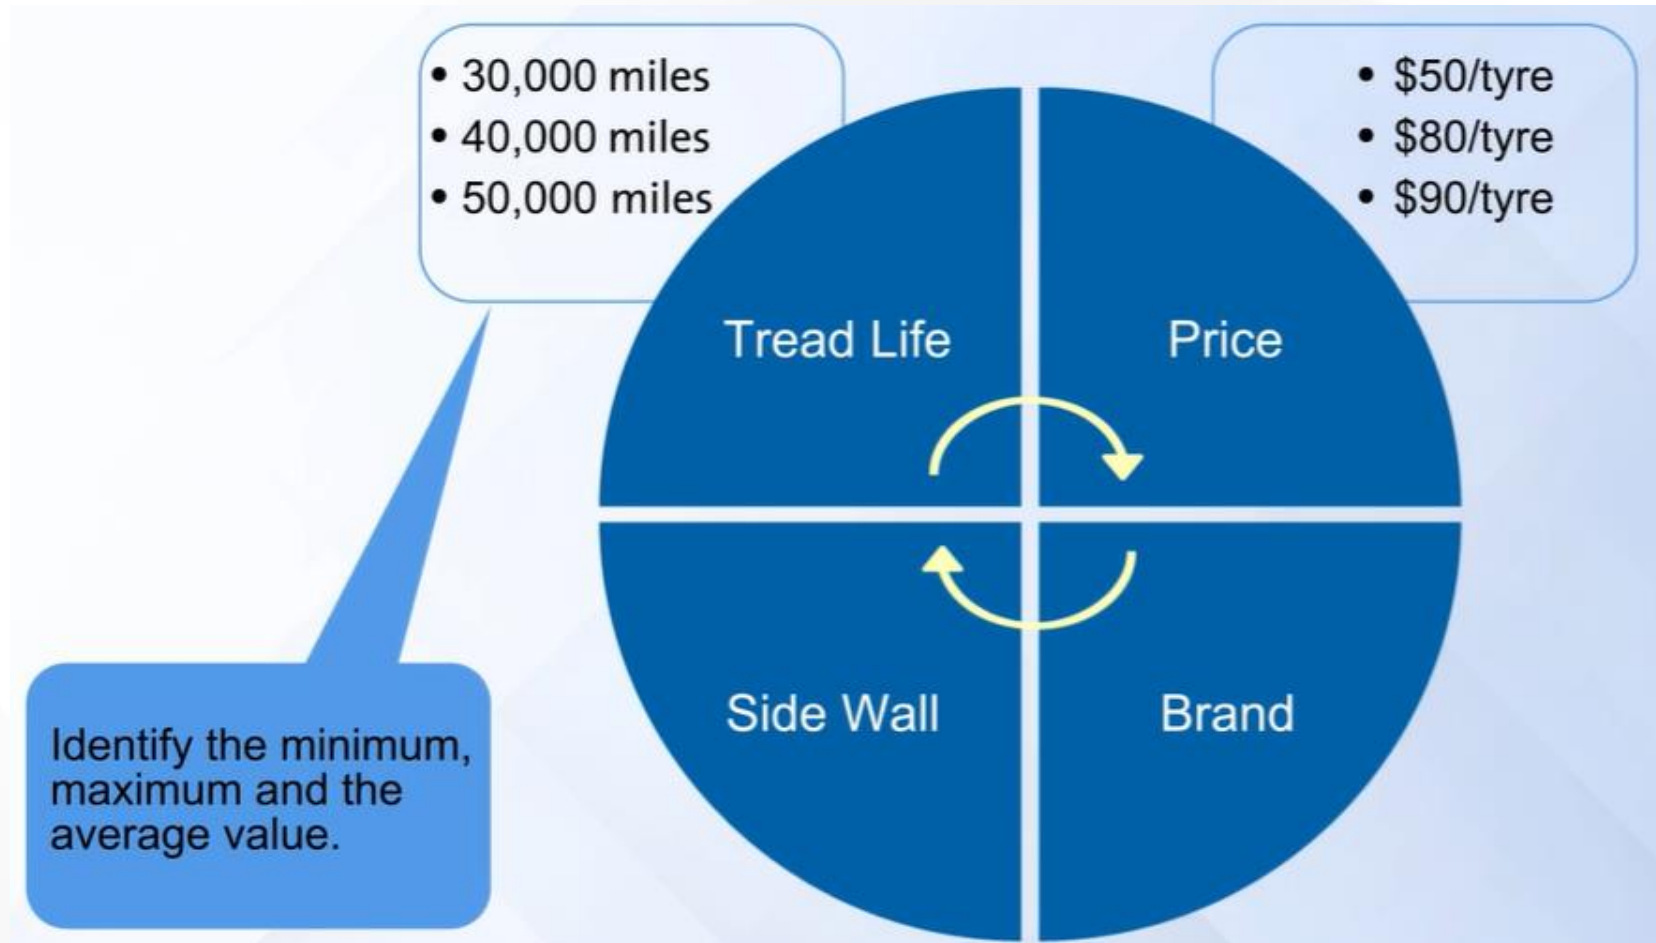 • 30,000 miles
• 40,000 miles
• 50,000 miles
• $50/tyre
• $80/tyre
• $90/tyre
Tread Life
Price
Side Wall
Brand
Identify the minimum,
maximum and the
average value.